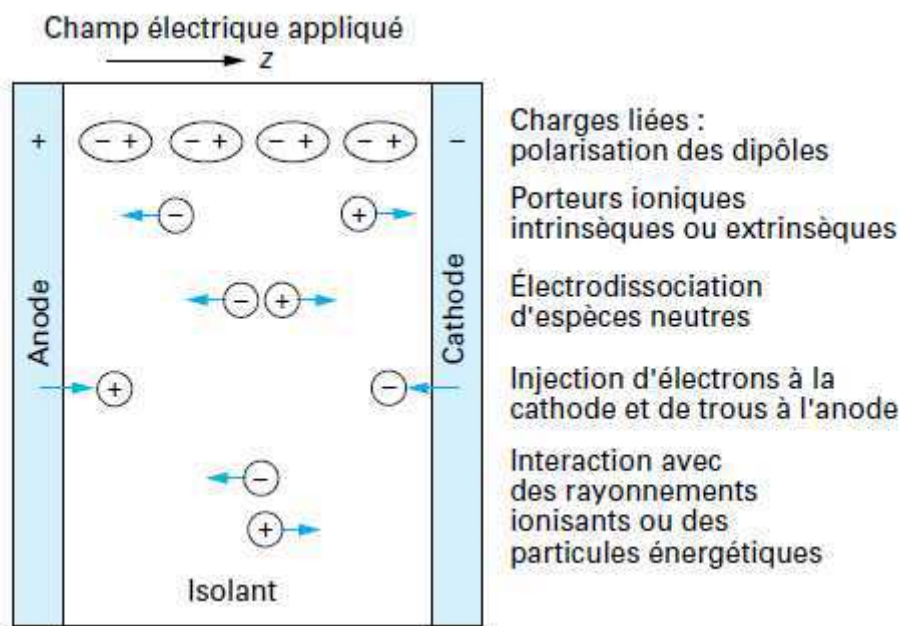 Champ électrique appliqué
z
+
– +
– +
– +
– +
–
Charges liées :
polarisation des dipôles
–
+
Porteurs ioniques
intrinsèques ou extrinsèques
Anode
Cathode
– +
Électrodissociation
d'espèces neutres
+
–
Injection d'électrons à la
cathode et de trous à l'anode
–
+
Interaction avec
des rayonnements
ionisants ou des
particules énergétiques
Isolant